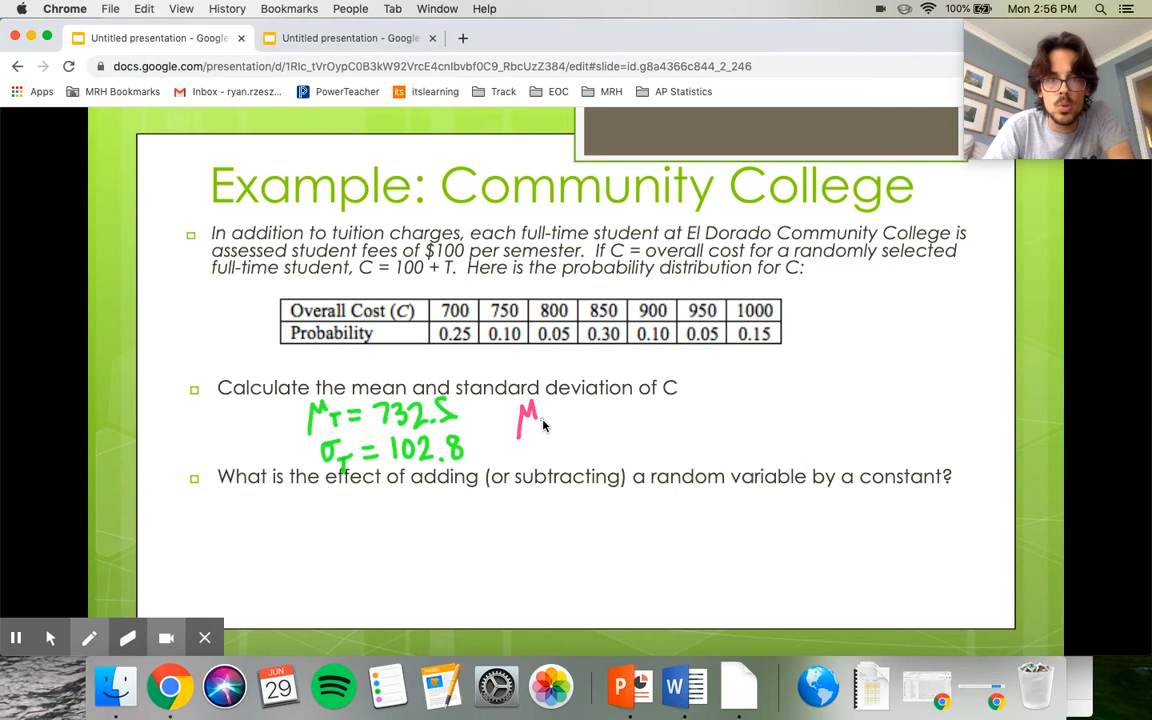 Chrome File Edit View History Bookmarks People Tab Window Help 100% Mon 2:56 PM
Untitled presentation - Google Untitled presentation - Google
docs.google.com/presentation/d/1RIc_tVrOypC0B3kW92VrcE4cnIbvbf0C9_RbcUzZ384/edit#slide=id.g8a4366c844_2_246
Apps MRH Bookmarks Inbox - ryan.rzesz... PowerTeacher itslearning Track EOC MRH AP Statistics
Example: Community College
In addition to tuition charges, each full-time student at El Dorado Community College is
assessed student fees of $100 per semester. If C = overall cost for a randomly selected
full-time student, C = 100 + T. Here is the probability distribution for C:
Overall Cost (C) 700 750 800 850 900 950 1000
Probability 0.25 0.10 0.05 0.30 0.10 0.05 0.15
Calculate the mean and standard deviation of C
μT = 732.5 μ
σT = 102.8
What is the effect of adding (or subtracting) a random variable by a constant?
JUN
29